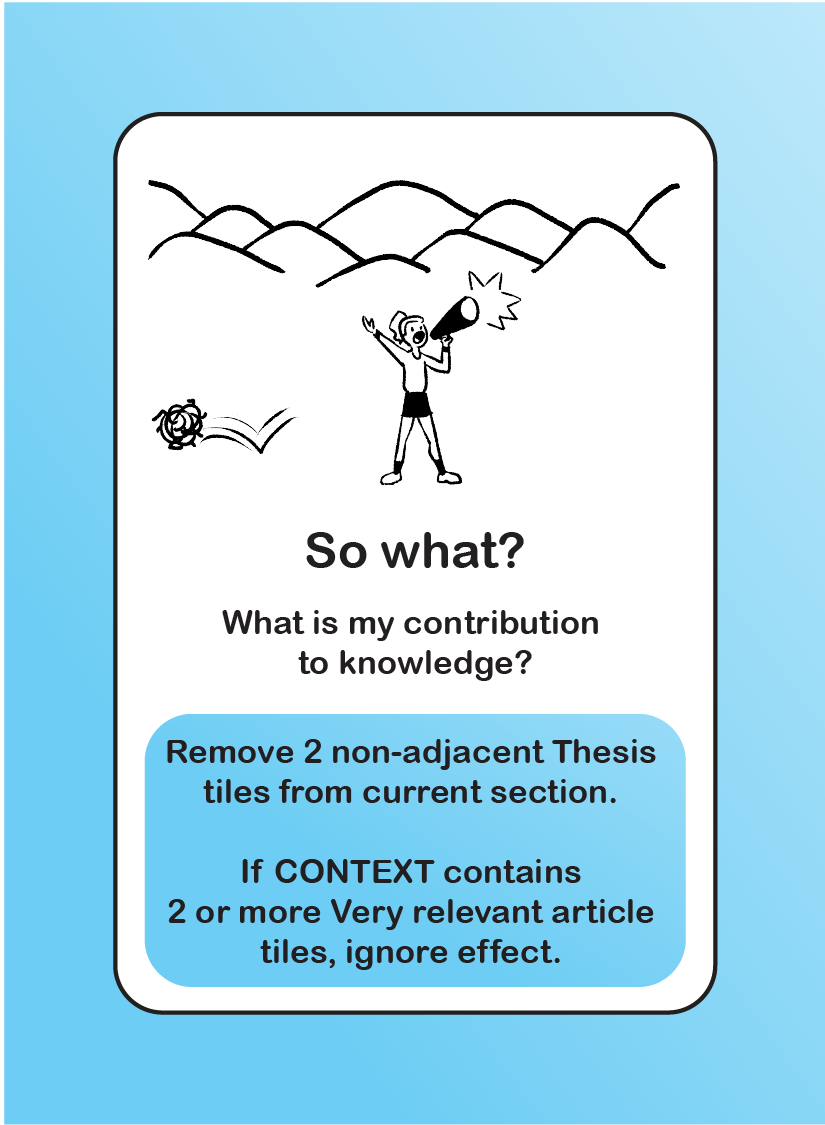 So what?
What is my contribution
to knowledge?
Remove 2 non-adjacent Thesis
tiles from current section.
If CONTEXT contains
2 or more Very relevant article
tiles, ignore effect.